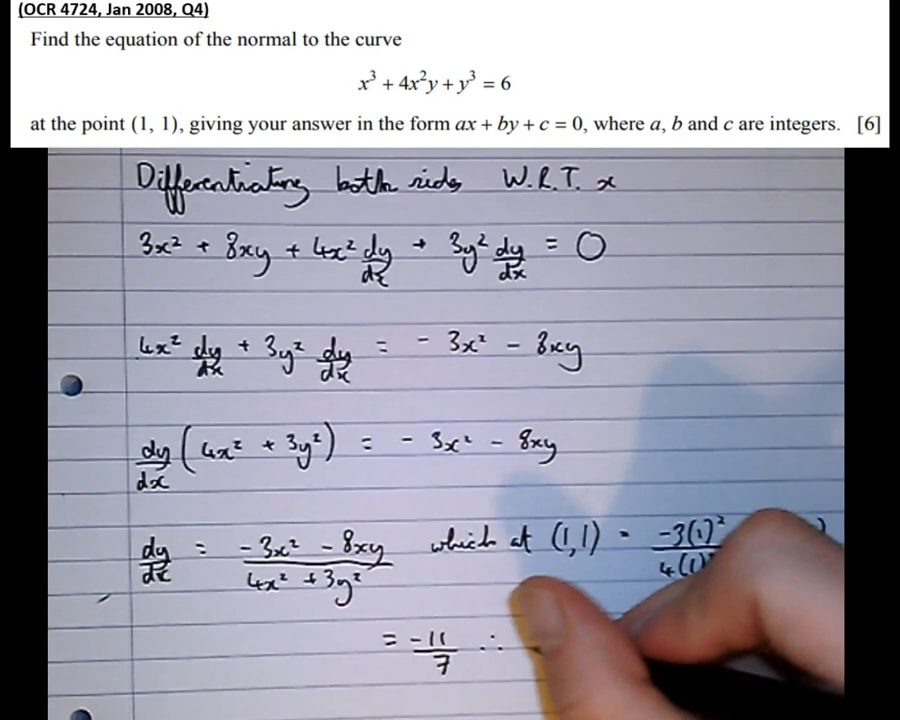 (OCR 4724, Jan 2008, Q4)
Find the equation of the normal to the curve
x³ + 4x²y + y³ = 6
at the point (1, 1), giving your answer in the form ax + by + c = 0, where a, b and c are integers. [6]
Differentiating both sides W.R.T. x
3x² + 8xy + 4x² dy/dx + 3y² dy/dx = 0
4x² dy/dx + 3y² dy/dx = - 3x² - 8xy
dy/dx (4x² + 3y²) = - 3x² - 8xy
dy/dx = (-3x² - 8xy)/(4x² + 3y²) which at (1,1) = -3(1)² / 4(1)
= -11/7 ∴